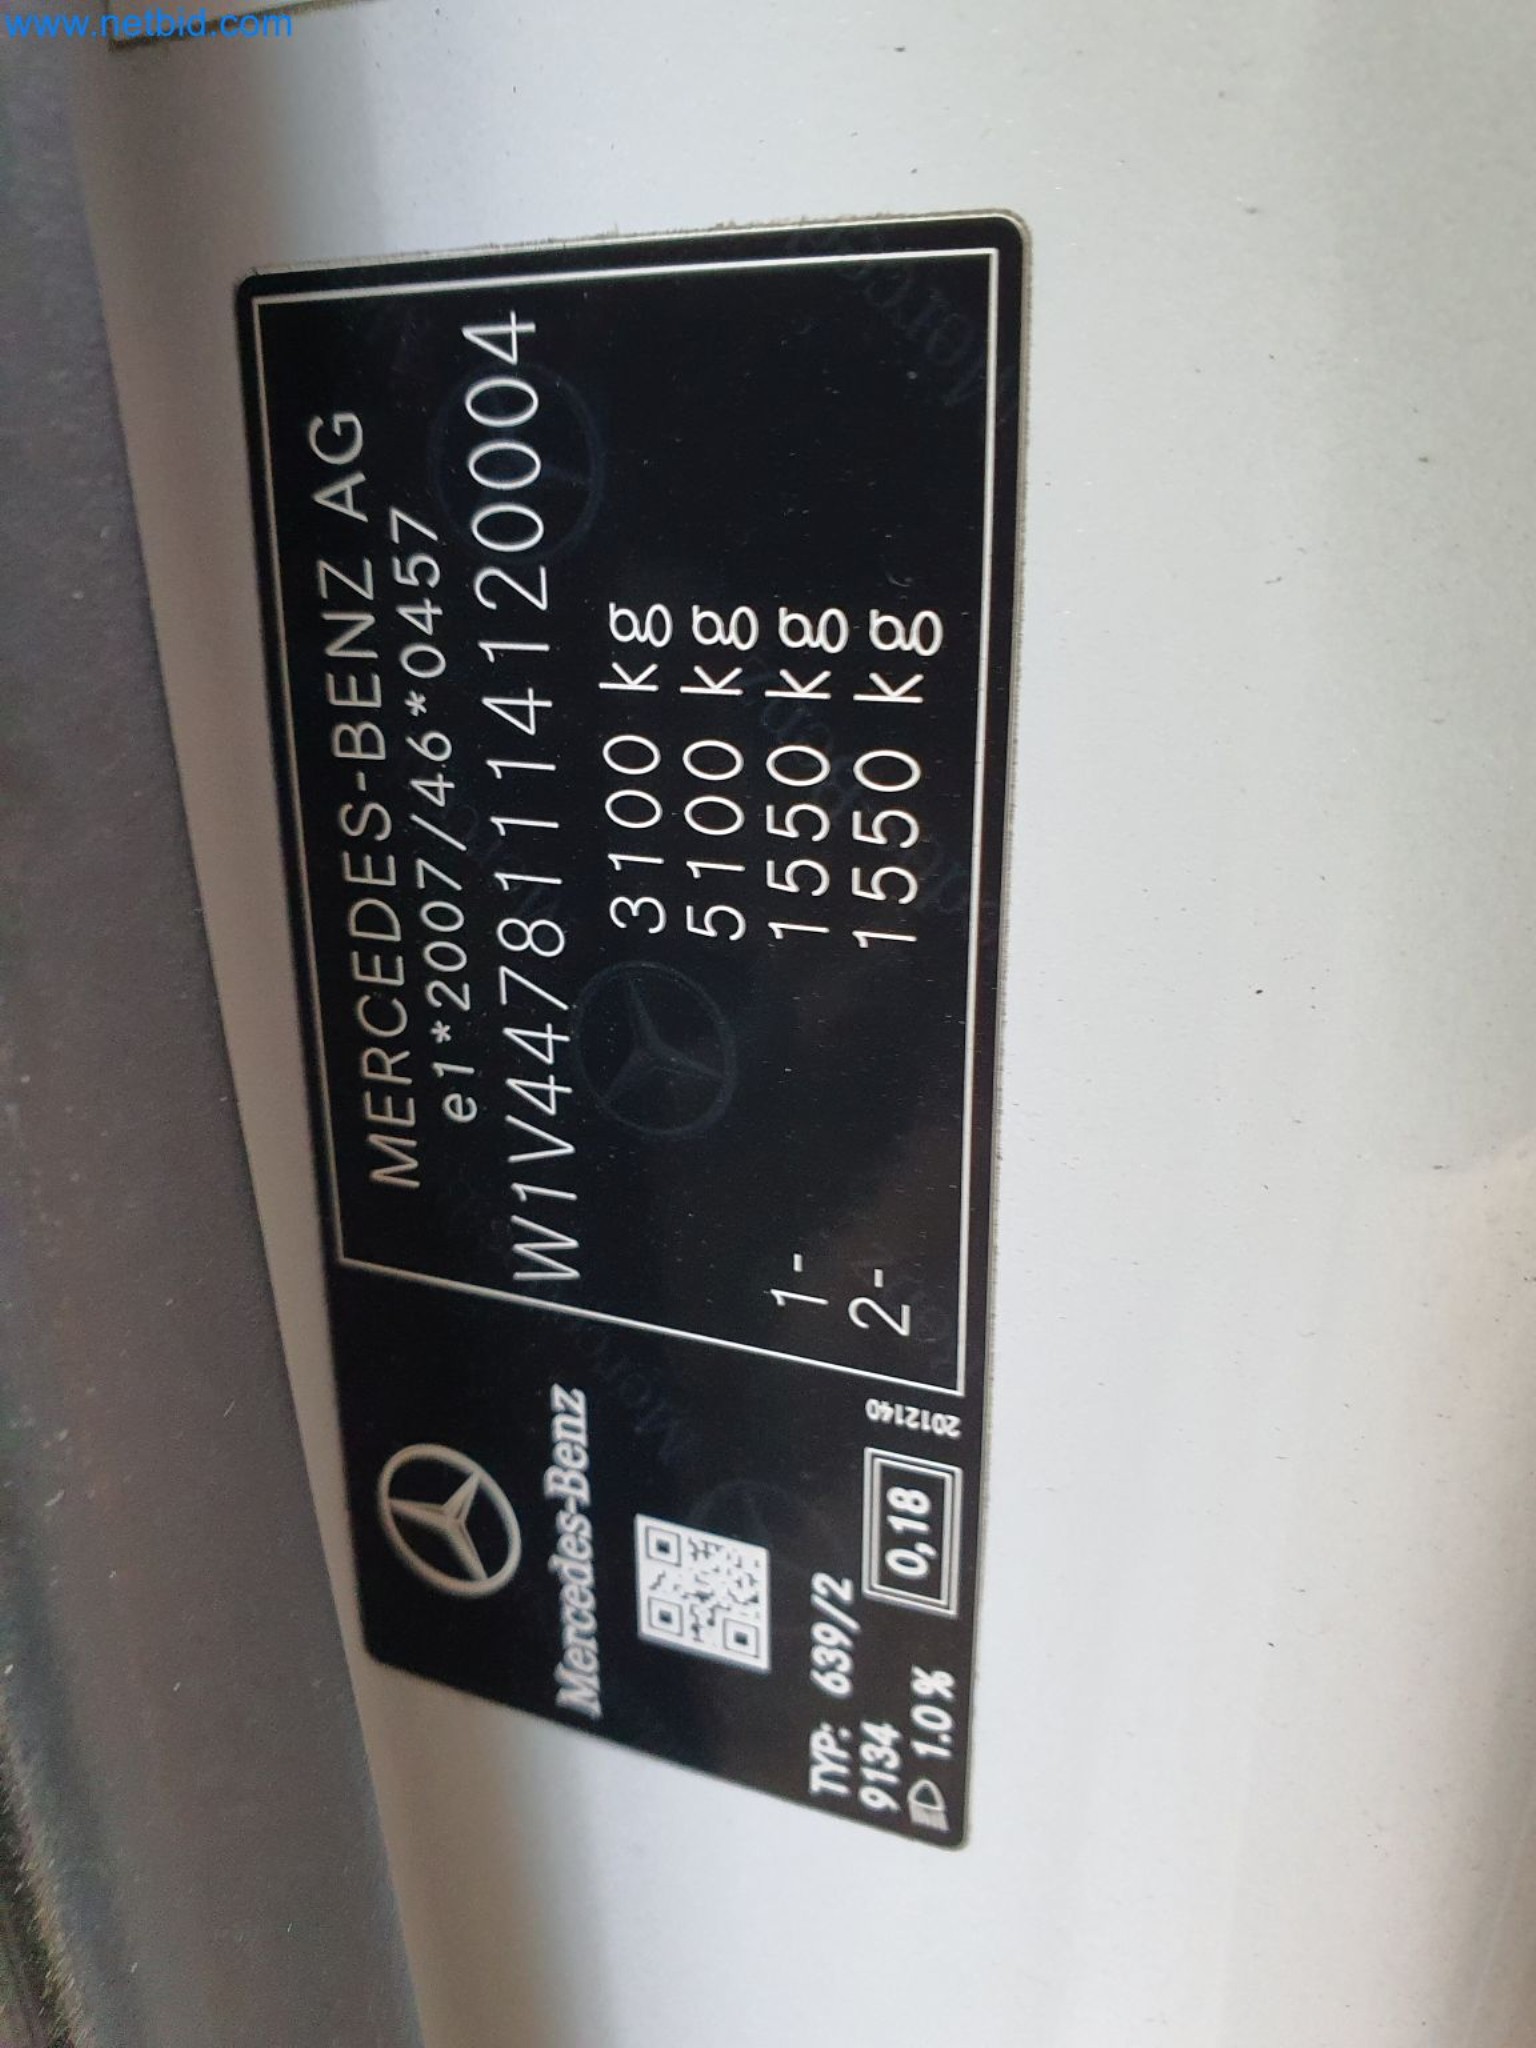 www.netbid.com
MERCEDES-BENZ AG
e1*2007/46*0457
W1V44781114120004
3100 kg
5100 kg
1- 1550 kg
2- 1550 kg
Mercedes-Benz
TYP: 639/2
9134
1.0%
0,18
2012140